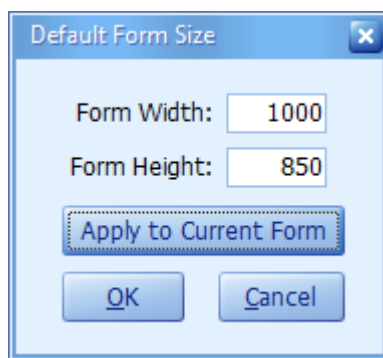 Default Form Size
Form Width: 1000
Form Height: 850
Apply to Current Form
OK Cancel